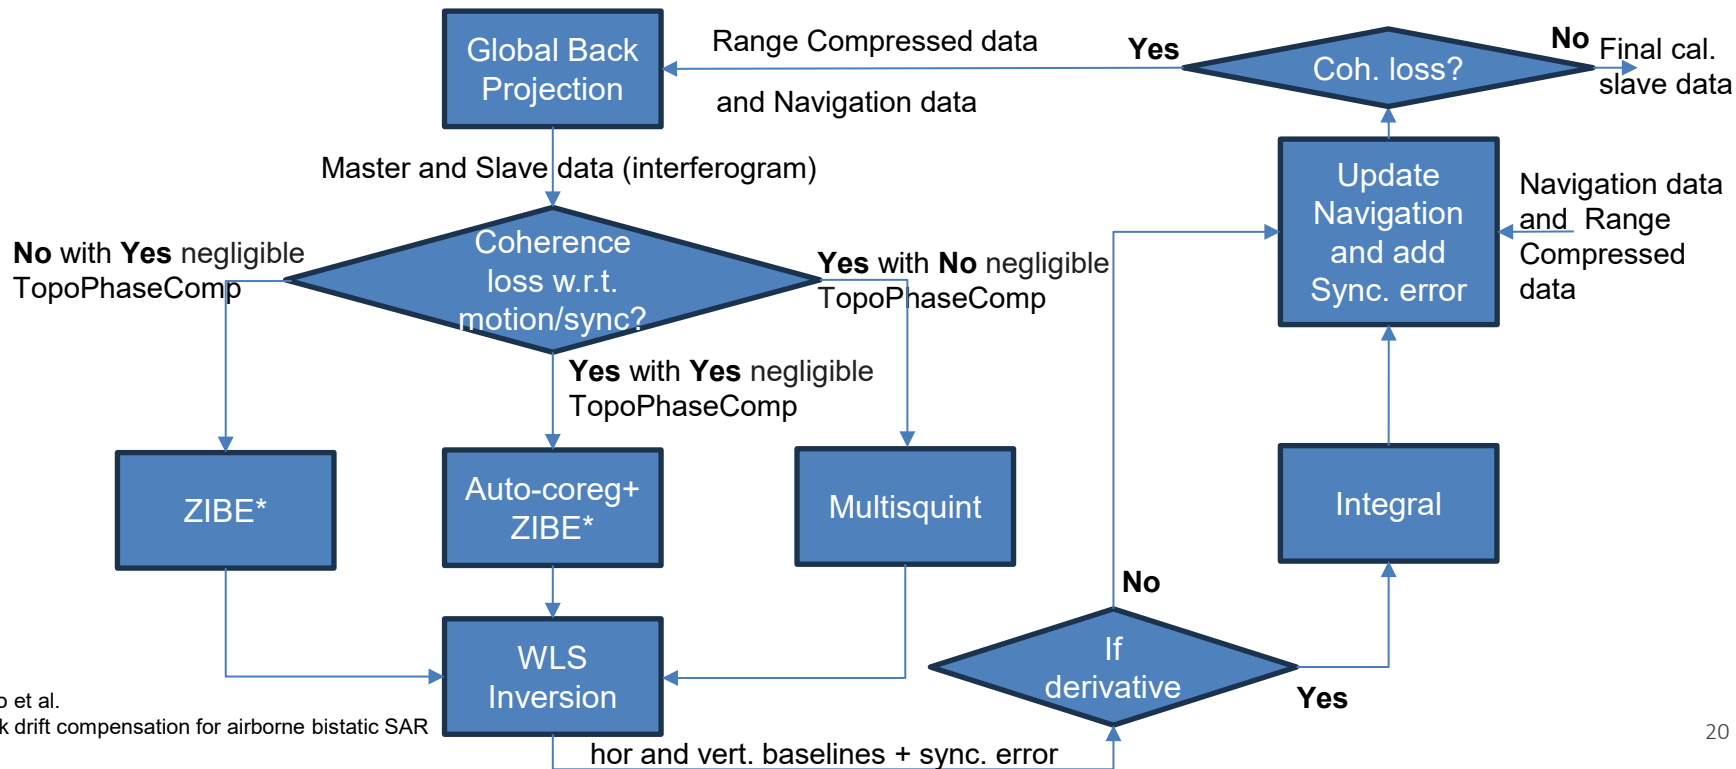 Global Back
Projection
Range Compressed data
and Navigation data
Yes
Coh. loss?
No
Final cal.
slave data
Master and Slave data (interferogram)
Coherence
loss w.r.t.
motion/sync?
No with Yes negligible
TopoPhaseComp
Yes with No negligible
TopoPhaseComp
Yes with Yes negligible
TopoPhaseComp
Update
Navigation
and add
Sync. error
Navigation data
and Range
Compressed
data
ZIBE*
Auto-coreg+
ZIBE*
Multisquint
Integral
WLS
Inversion
No
If
derivative
Yes
hor and vert. baselines + sync. error
o et al.
k drift compensation for airborne bistatic SAR
20